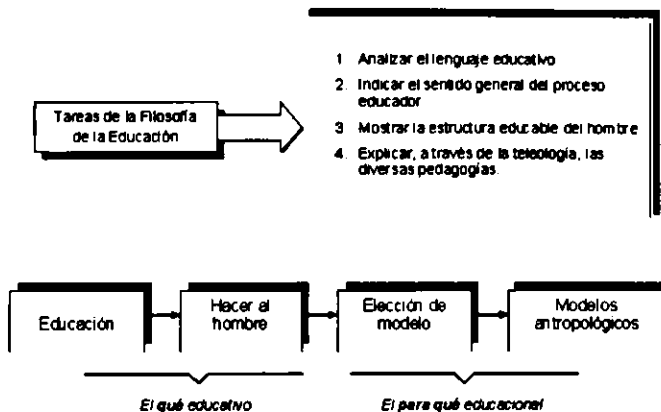 Tareas de la Filosofía
de la Educación
1 Analizar el lenguaje educativo
2. Indicar el sentido general del proceso
educador
3 Mostrar la estructura educable del hombre
4. Explicar, a través de la teleología, las
diversas pedagogías.
Educación
Hacer al
hombre
Elección de
modelo
Modelos
antropológicos
El qué educativo
El para qué educacional